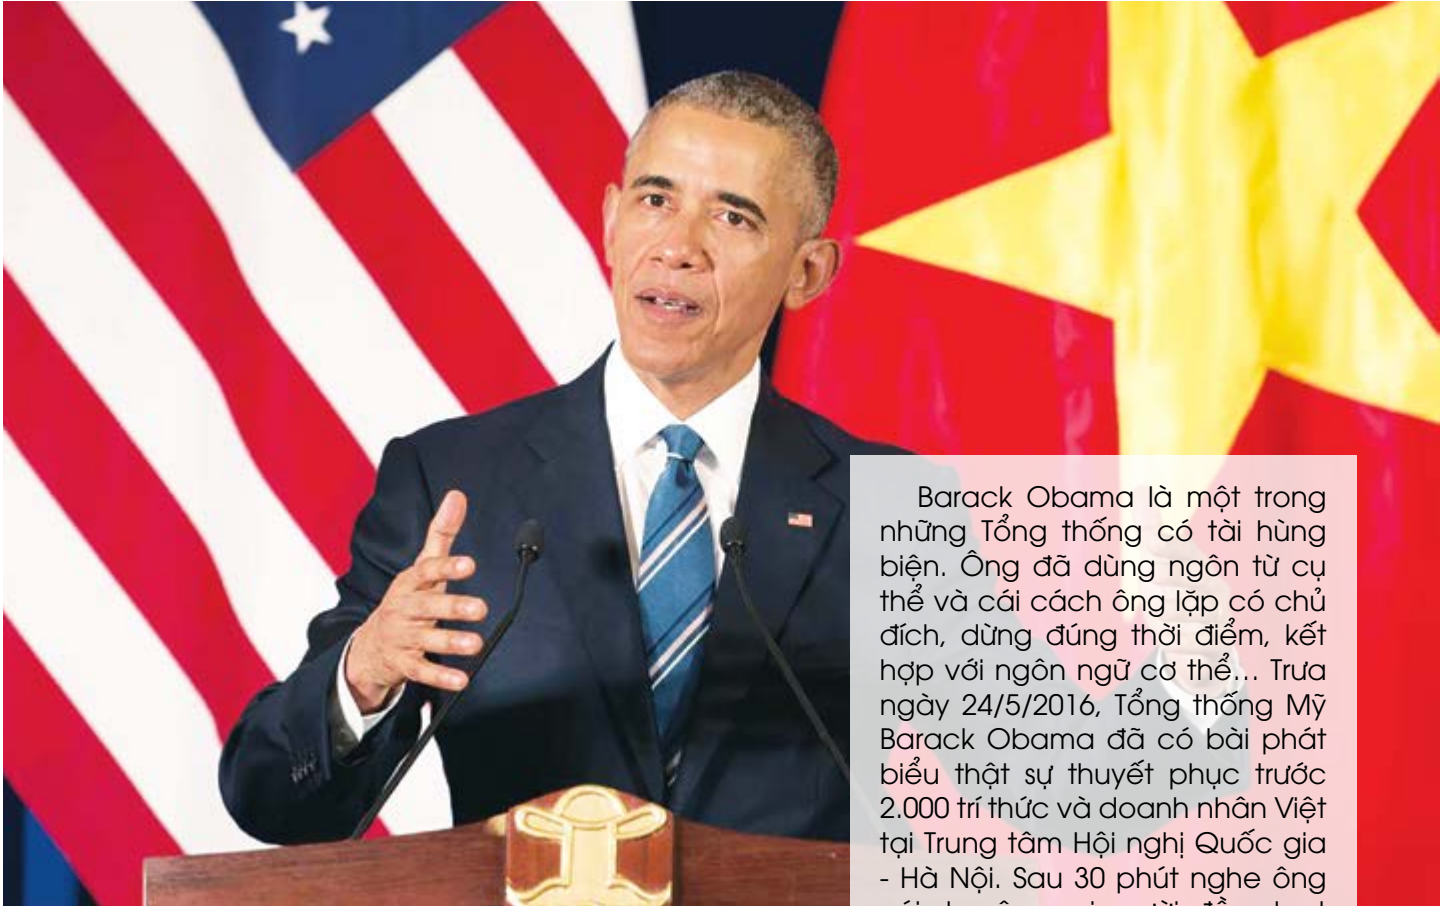 Barack Obama là một trong
những Tổng thống có tài hùng
biện. Ông đã dùng ngôn từ cụ
thể và cái cách ông lặp có chủ
đích, dừng đúng thời điểm, kết
hợp với ngôn ngữ cơ thể... Trưa
ngày 24/5/2016, Tổng thống Mỹ
Barack Obama đã có bài phát
biểu thật sự thuyết phục trước
2.000 trí thức và doanh nhân Việt
tại Trung tâm Hội nghị Quốc gia
- Hà Nội. Sau 30 phút nghe ông